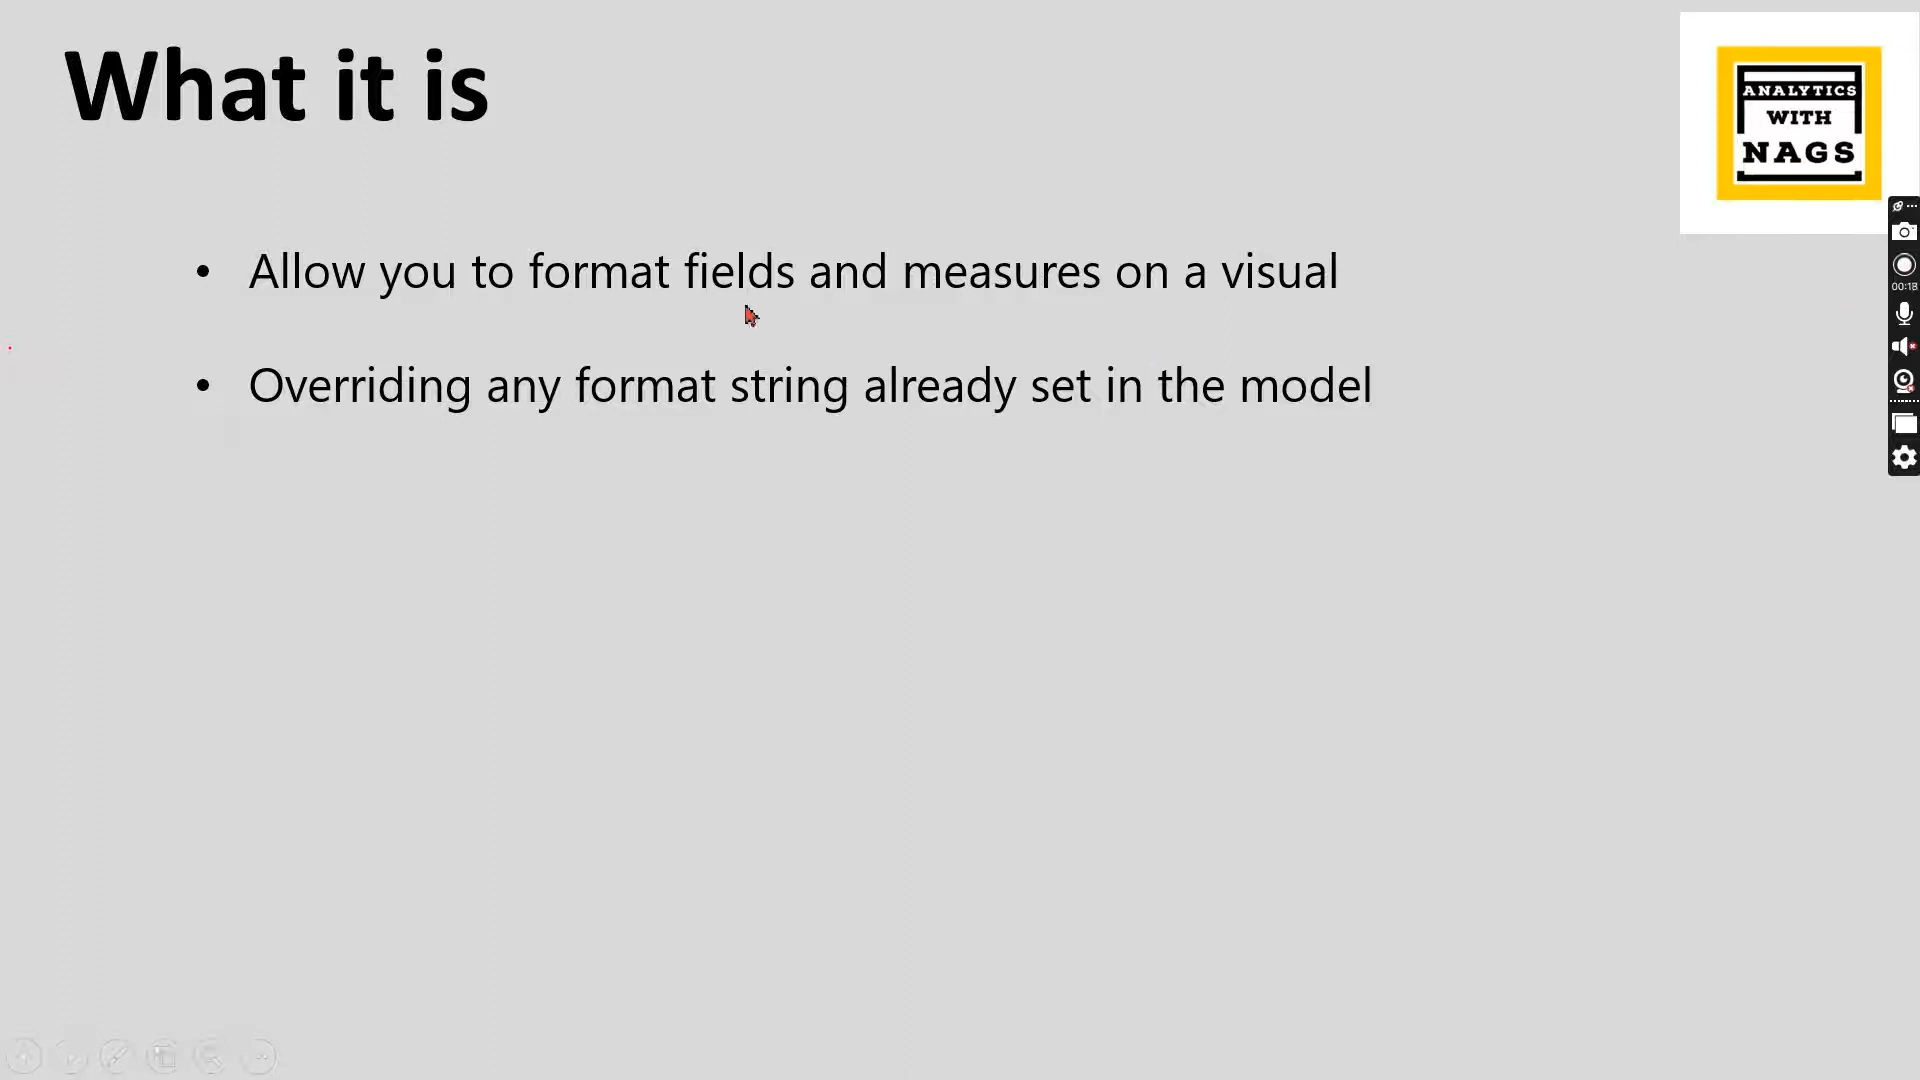 What it is
ANALYTICS
WITH
NAGS
• Allow you to format fields and measures on a visual
• Overriding any format string already set in the model
00:18